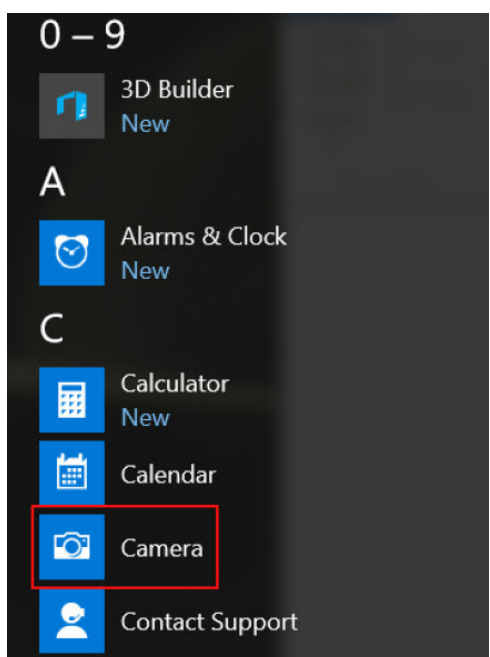 0 – 9
3D Builder
New
A
Alarms & Clock
New
C
Calculator
New
Calendar
Camera
Contact Support